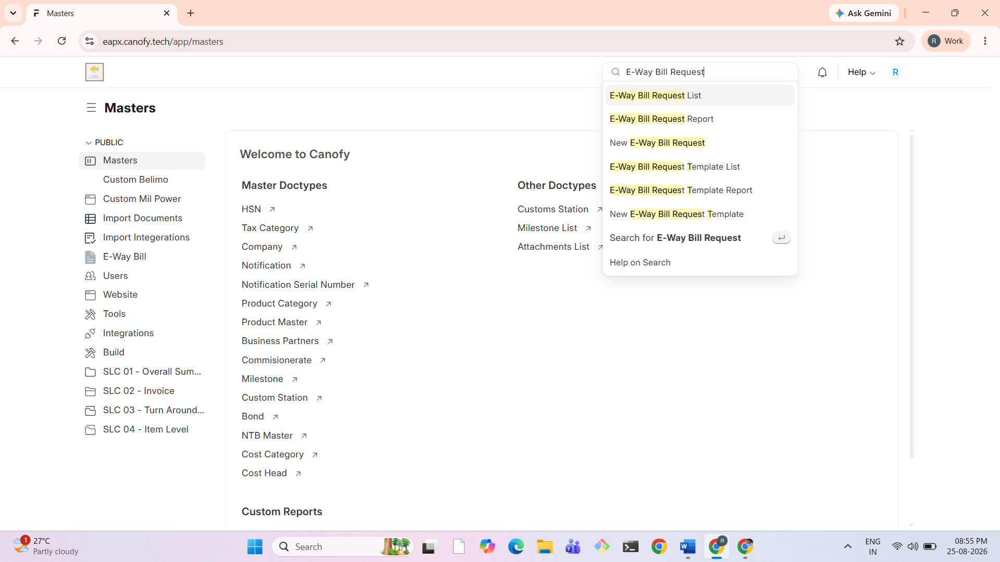 Masters
Ask Gemini
eapx.canofy.tech/app/masters
R Work
E-Way Bill Request
Help
R
E-Way Bill Request List
E-Way Bill Request Report
New E-Way Bill Request
E-Way Bill Request Template List
E-Way Bill Request Template Report
New E-Way Bill Request Template
Search for E-Way Bill Request
Help on Search
Masters
PUBLIC
Masters
Custom Belimo
Custom Mil Power
Import Documents
Import Integerations
E-Way Bill
Users
Website
Tools
Integrations
Build
SLC 01 - Overall Sum...
SLC 02 - Invoice
SLC 03 - Turn Around...
SLC 04 - Item Level
Welcome to Canofy
Master Doctypes
HSN
Tax Category
Company
Notification
Notification Serial Number
Product Category
Product Master
Business Partners
Commisionerate
Milestone
Custom Station
Bond
NTB Master
Cost Category
Cost Head
Other Doctypes
Customs Station
Milestone List
Attachments List
Custom Reports
1
27°C
Partly cloudy
Search
R
ENG
IN
08:55 PM
25-08-2026